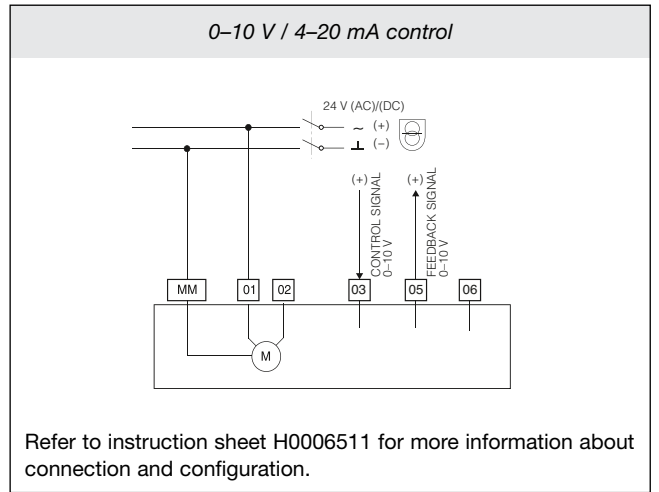 0–10 V / 4–20 mA control
24 V (AC)/(DC)
~ (+)
⊥ (–)
(+)
CONTROL SIGNAL
0–10 V
(+)
FEEDBACK SIGNAL
0–10 V
MM 01 02 03 05 06
M
Refer to instruction sheet H0006511 for more information about
connection and configuration.